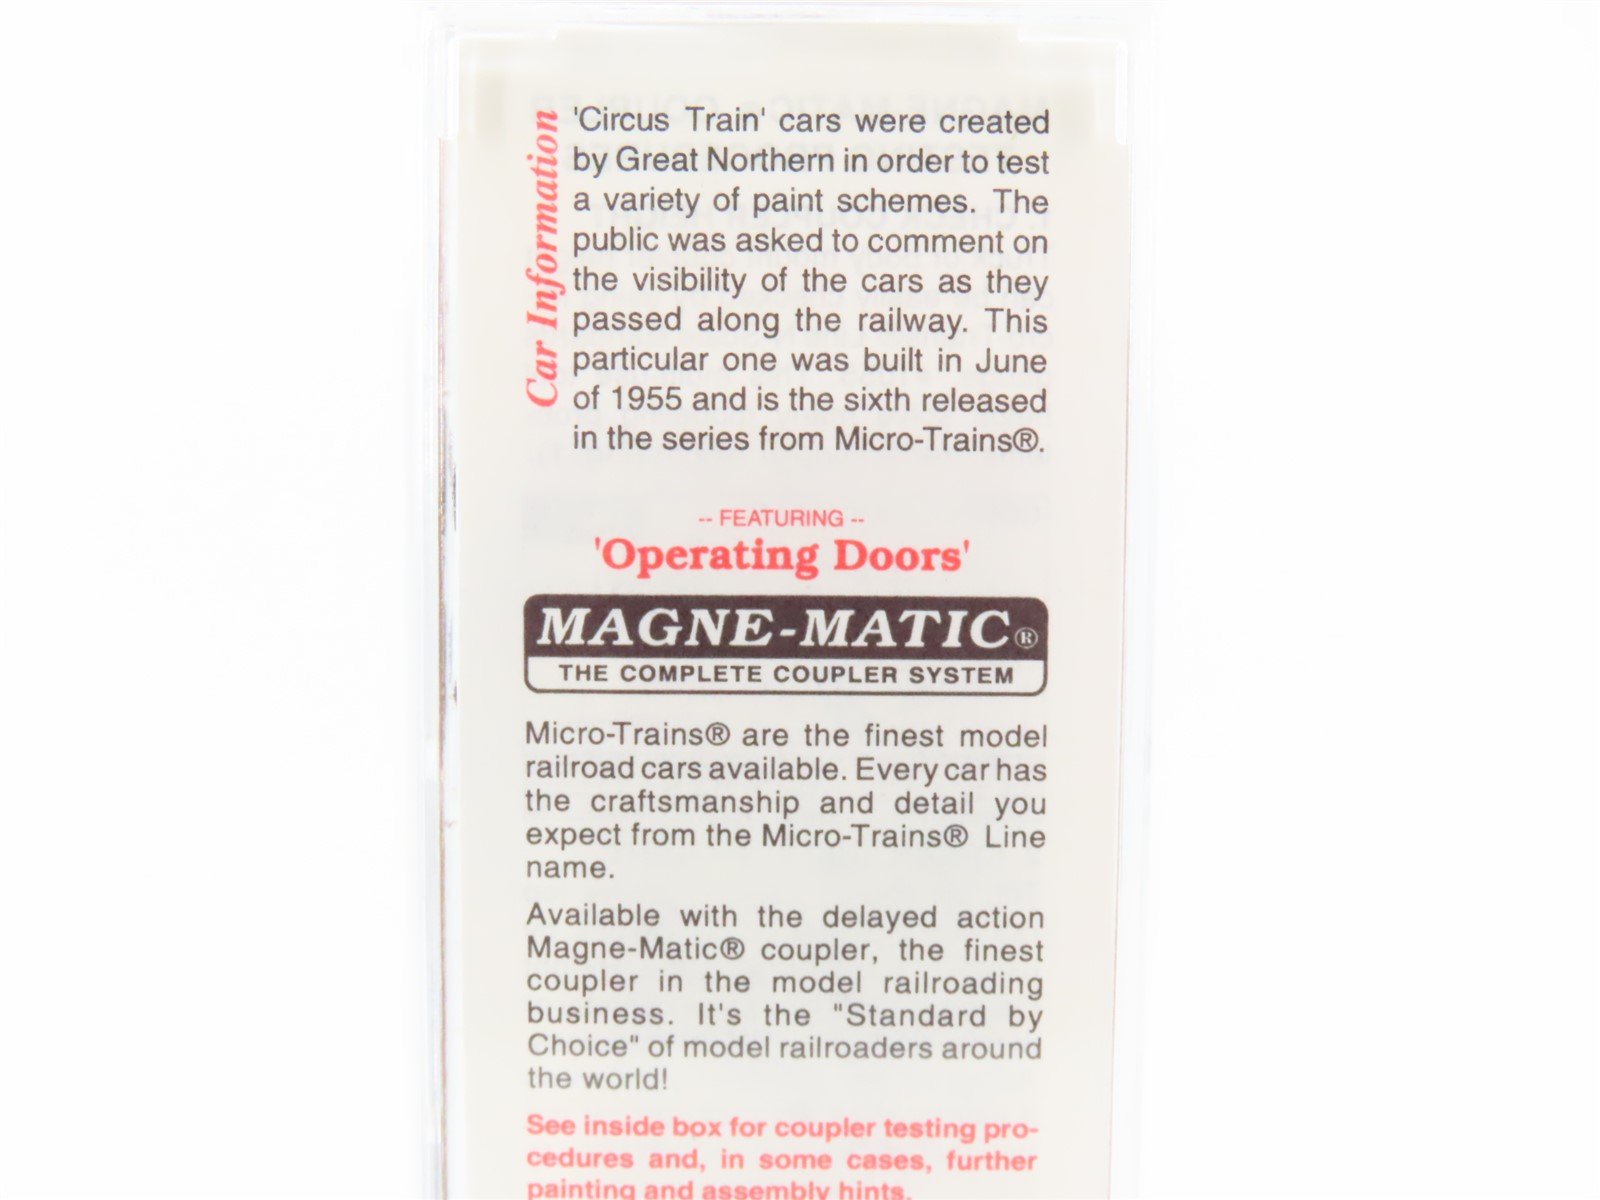 Car Information
'Circus Train' cars were created
by Great Northern in order to test
a variety of paint schemes. The
public was asked to comment on
the visibility of the cars as they
passed along the railway. This
particular one was built in June
of 1955 and is the sixth released
in the series from Micro-Trains®.
-- FEATURING --
'Operating Doors'
MAGNE-MATIC®
THE COMPLETE COUPLER SYSTEM
Micro-Trains® are the finest model
railroad cars available. Every car has
the craftsmanship and detail you
expect from the Micro-Trains® Line
name.
Available with the delayed action
Magne-Matic® coupler, the finest
coupler in the model railroading
business. It's the "Standard by
Choice" of model railroaders around
the world!
See inside box for coupler testing pro-
cedures and, in some cases, further
painting and assembly hints.